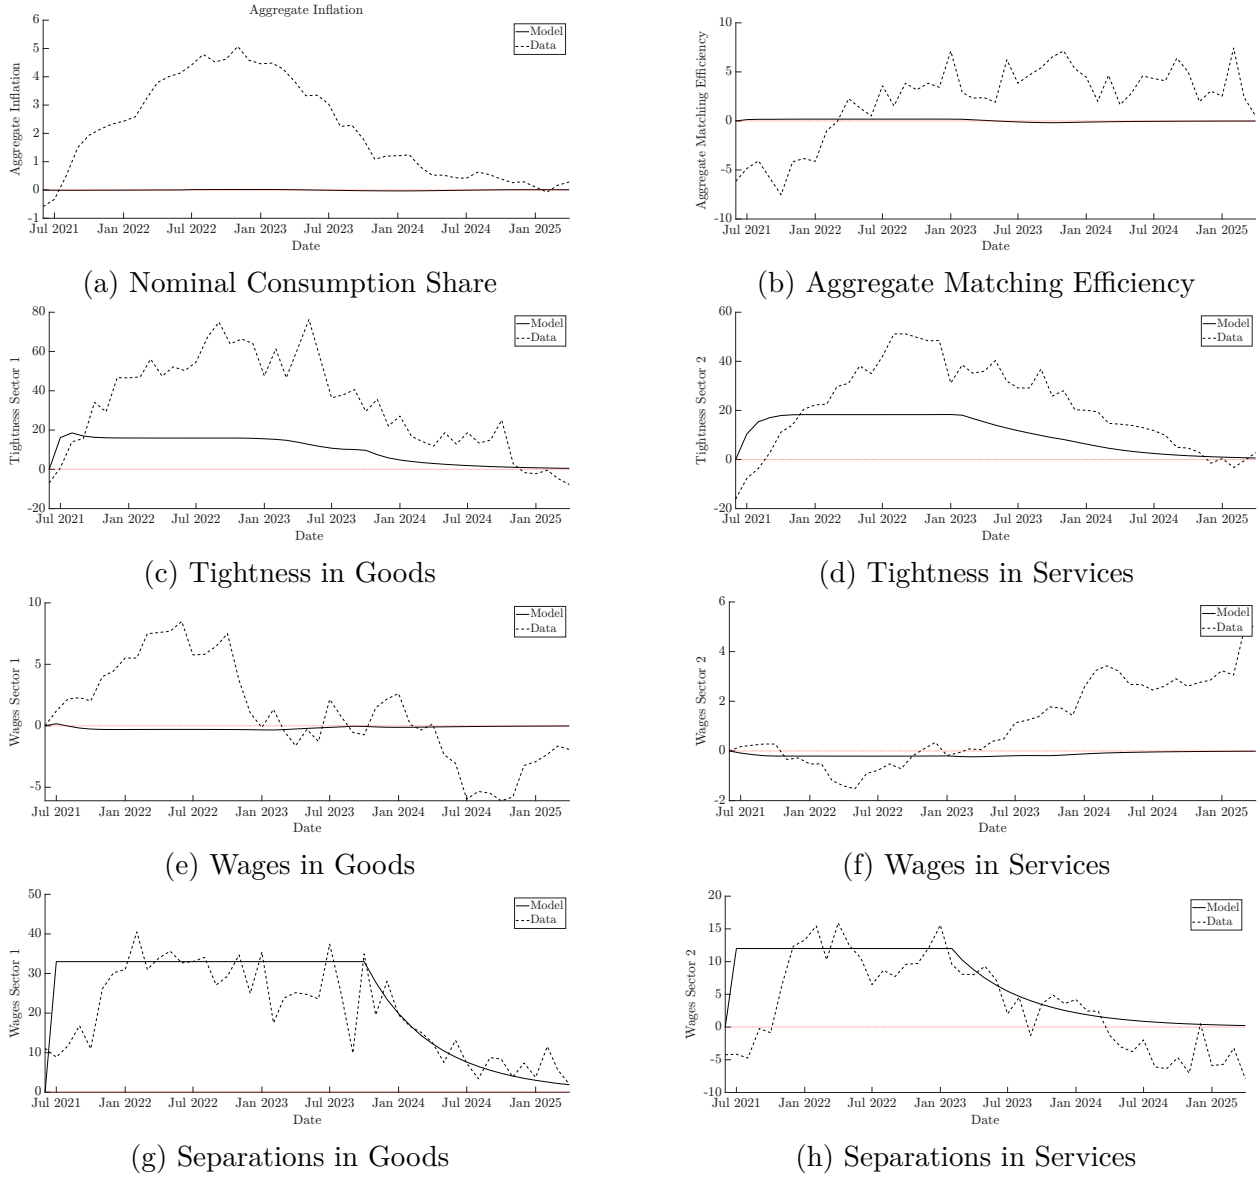 Aggregate Inflation
Aggregate Inflation
6
5
4
3
2
1
0
-1
Jul 2021 Jan 2022 Jul 2022 Jan 2023 Jul 2023 Jan 2024 Jul 2024 Jan 2025
Date
Model
Data
(a) Nominal Consumption Share
Aggregate Matching Efficiency
10
5
0
-5
-10
Jul 2021 Jan 2022 Jul 2022 Jan 2023 Jul 2023 Jan 2024 Jul 2024 Jan 2025
Date
Model
Data
(b) Aggregate Matching Efficiency
Tightness Sector 1
80
60
40
20
0
-20
Jul 2021 Jan 2022 Jul 2022 Jan 2023 Jul 2023 Jan 2024 Jul 2024 Jan 2025
Date
Model
Data
(c) Tightness in Goods
Tightness Sector 2
60
40
20
0
-20
Jul 2021 Jan 2022 Jul 2022 Jan 2023 Jul 2023 Jan 2024 Jul 2024 Jan 2025
Date
Model
Data
(d) Tightness in Services
Wages Sector 1
10
5
0
-5
Jul 2021 Jan 2022 Jul 2022 Jan 2023 Jul 2023 Jan 2024 Jul 2024 Jan 2025
Date
Model
Data
(e) Wages in Goods
Wages Sector 2
6
4
2
0
-2
Jul 2021 Jan 2022 Jul 2022 Jan 2023 Jul 2023 Jan 2024 Jul 2024 Jan 2025
Date
Model
Data
(f) Wages in Services
Wages Sector 1
50
40
30
20
10
0
Jul 2021 Jan 2022 Jul 2022 Jan 2023 Jul 2023 Jan 2024 Jul 2024 Jan 2025
Date
Model
Data
(g) Separations in Goods
Wages Sector 2
20
15
10
5
0
-5
-10
Jul 2021 Jan 2022 Jul 2022 Jan 2023 Jul 2023 Jan 2024 Jul 2024 Jan 2025
Date
Model
Data
(h) Separations in Services